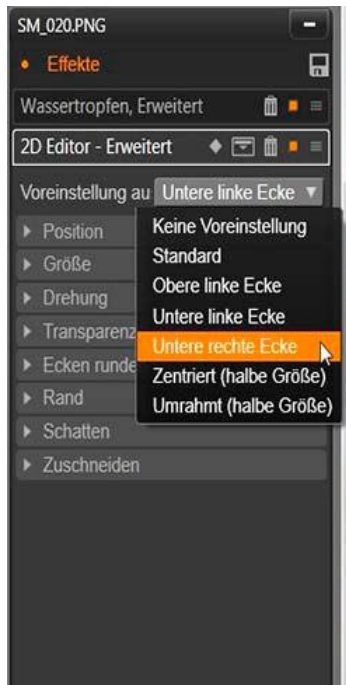 SM_020.PNG
Effekte
Wassertropfen, Erweitert
2D Editor - Erweitert
Voreinstellung au Untere linke Ecke
Position
Größe
Drehung
Transparenz
Ecken runde
Rand
Schatten
Zuschneiden
Keine Voreinstellung
Standard
Obere linke Ecke
Untere linke Ecke
Untere rechte Ecke
Zentriert (halbe Größe)
Umrahmt (halbe Größe)